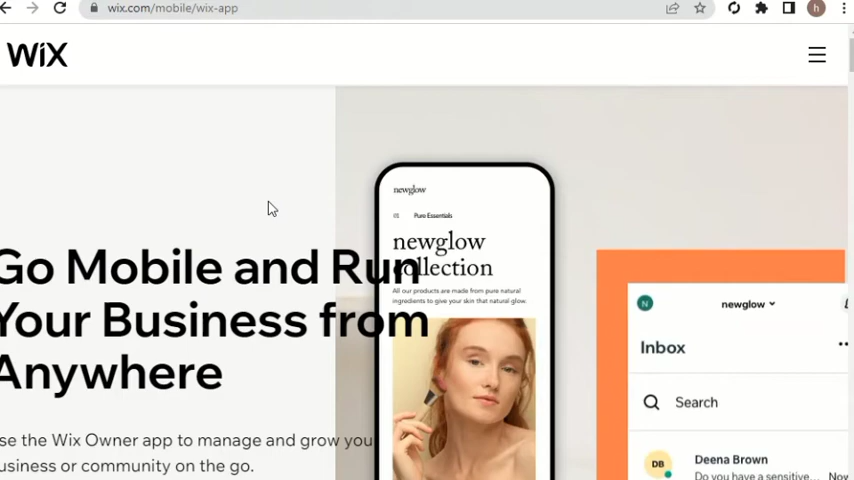 wix.com/mobile/wix-app
h
WiX
newglow
Pure Essentials
newglow
collection
All our products are made from pure natural
ingredients to give your skin that natural glow.
Go Mobile and Run
Your Business from
Anywhere
se the Wix Owner app to manage and grow you
usiness or community on the go.
N
newglow
Inbox
Search
DB
Deena Brown
Do you have a sensitive... Now